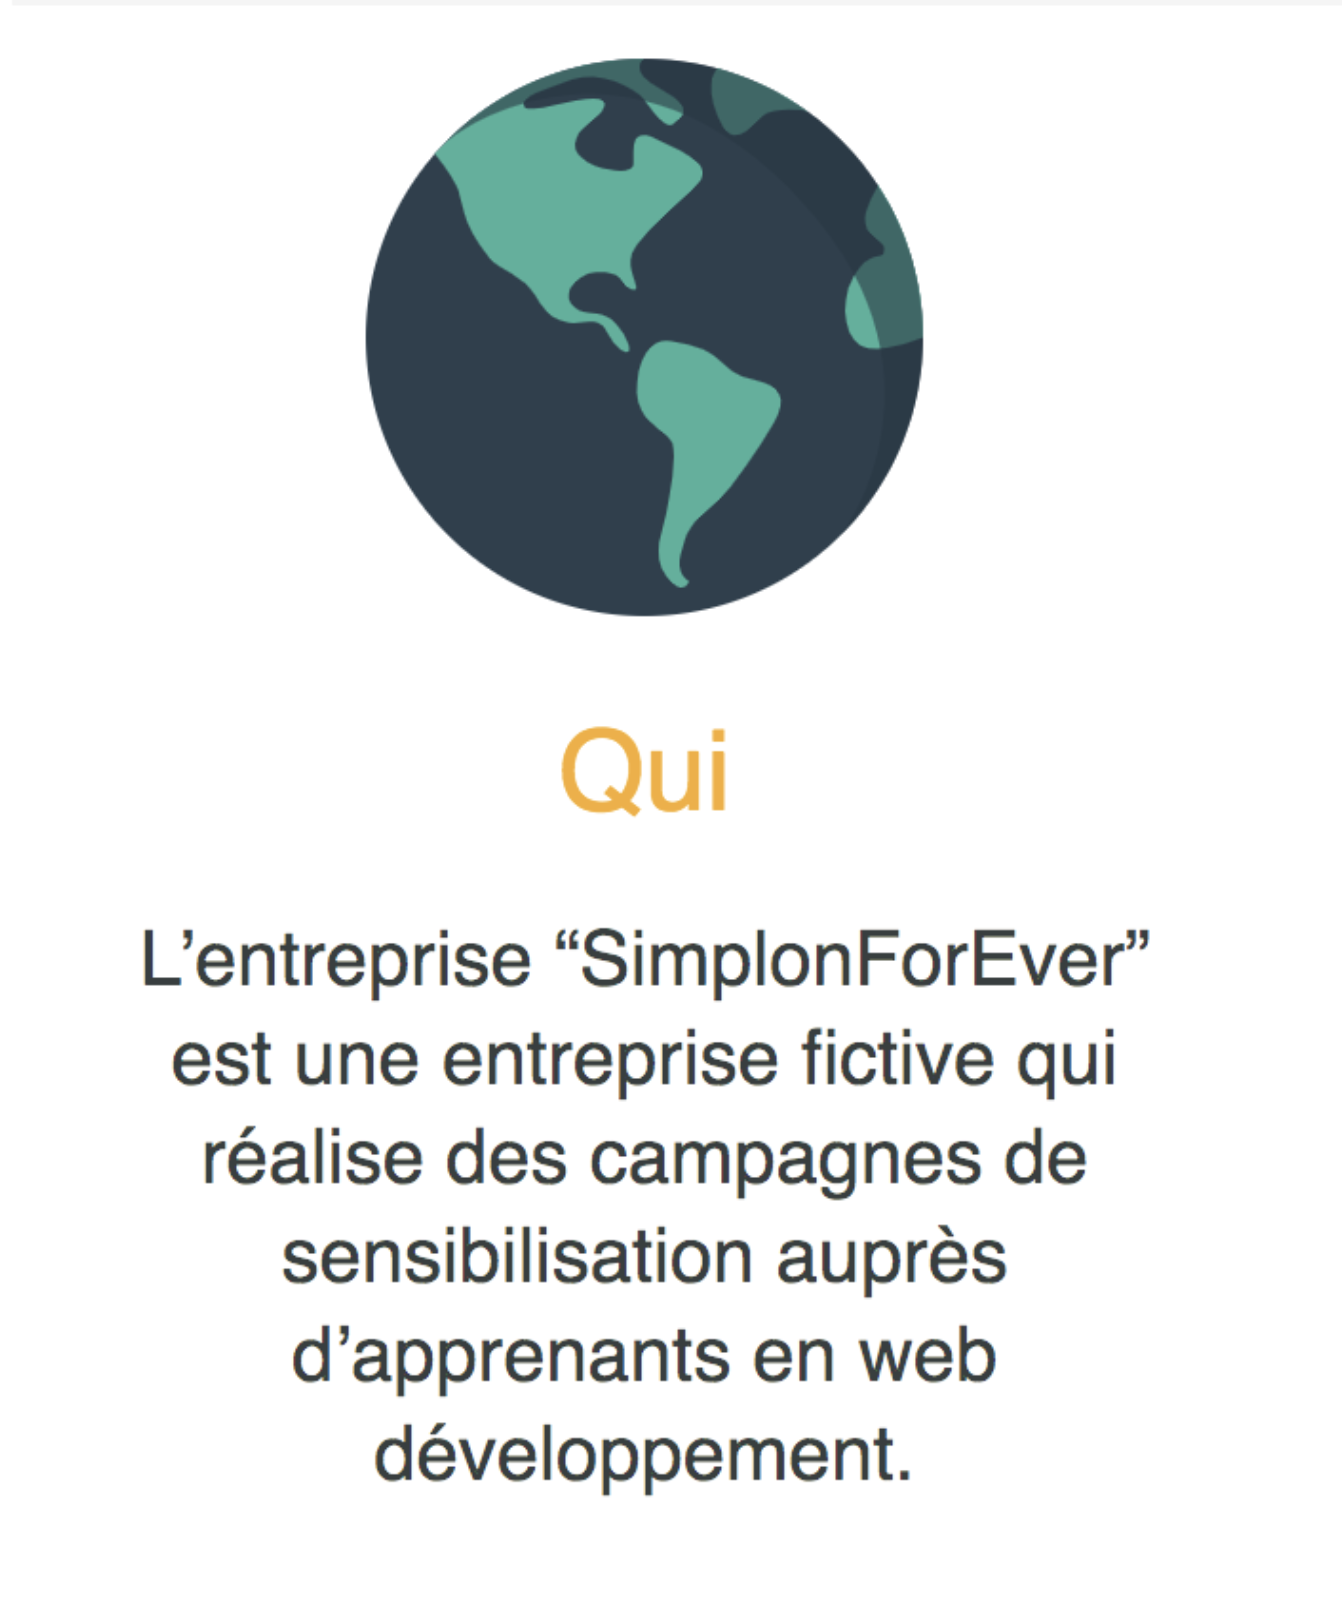 Qui
L’entreprise “SimplonForEver”
est une entreprise fictive qui
réalise des campagnes de
sensibilisation auprès
d’apprenants en web
développement.